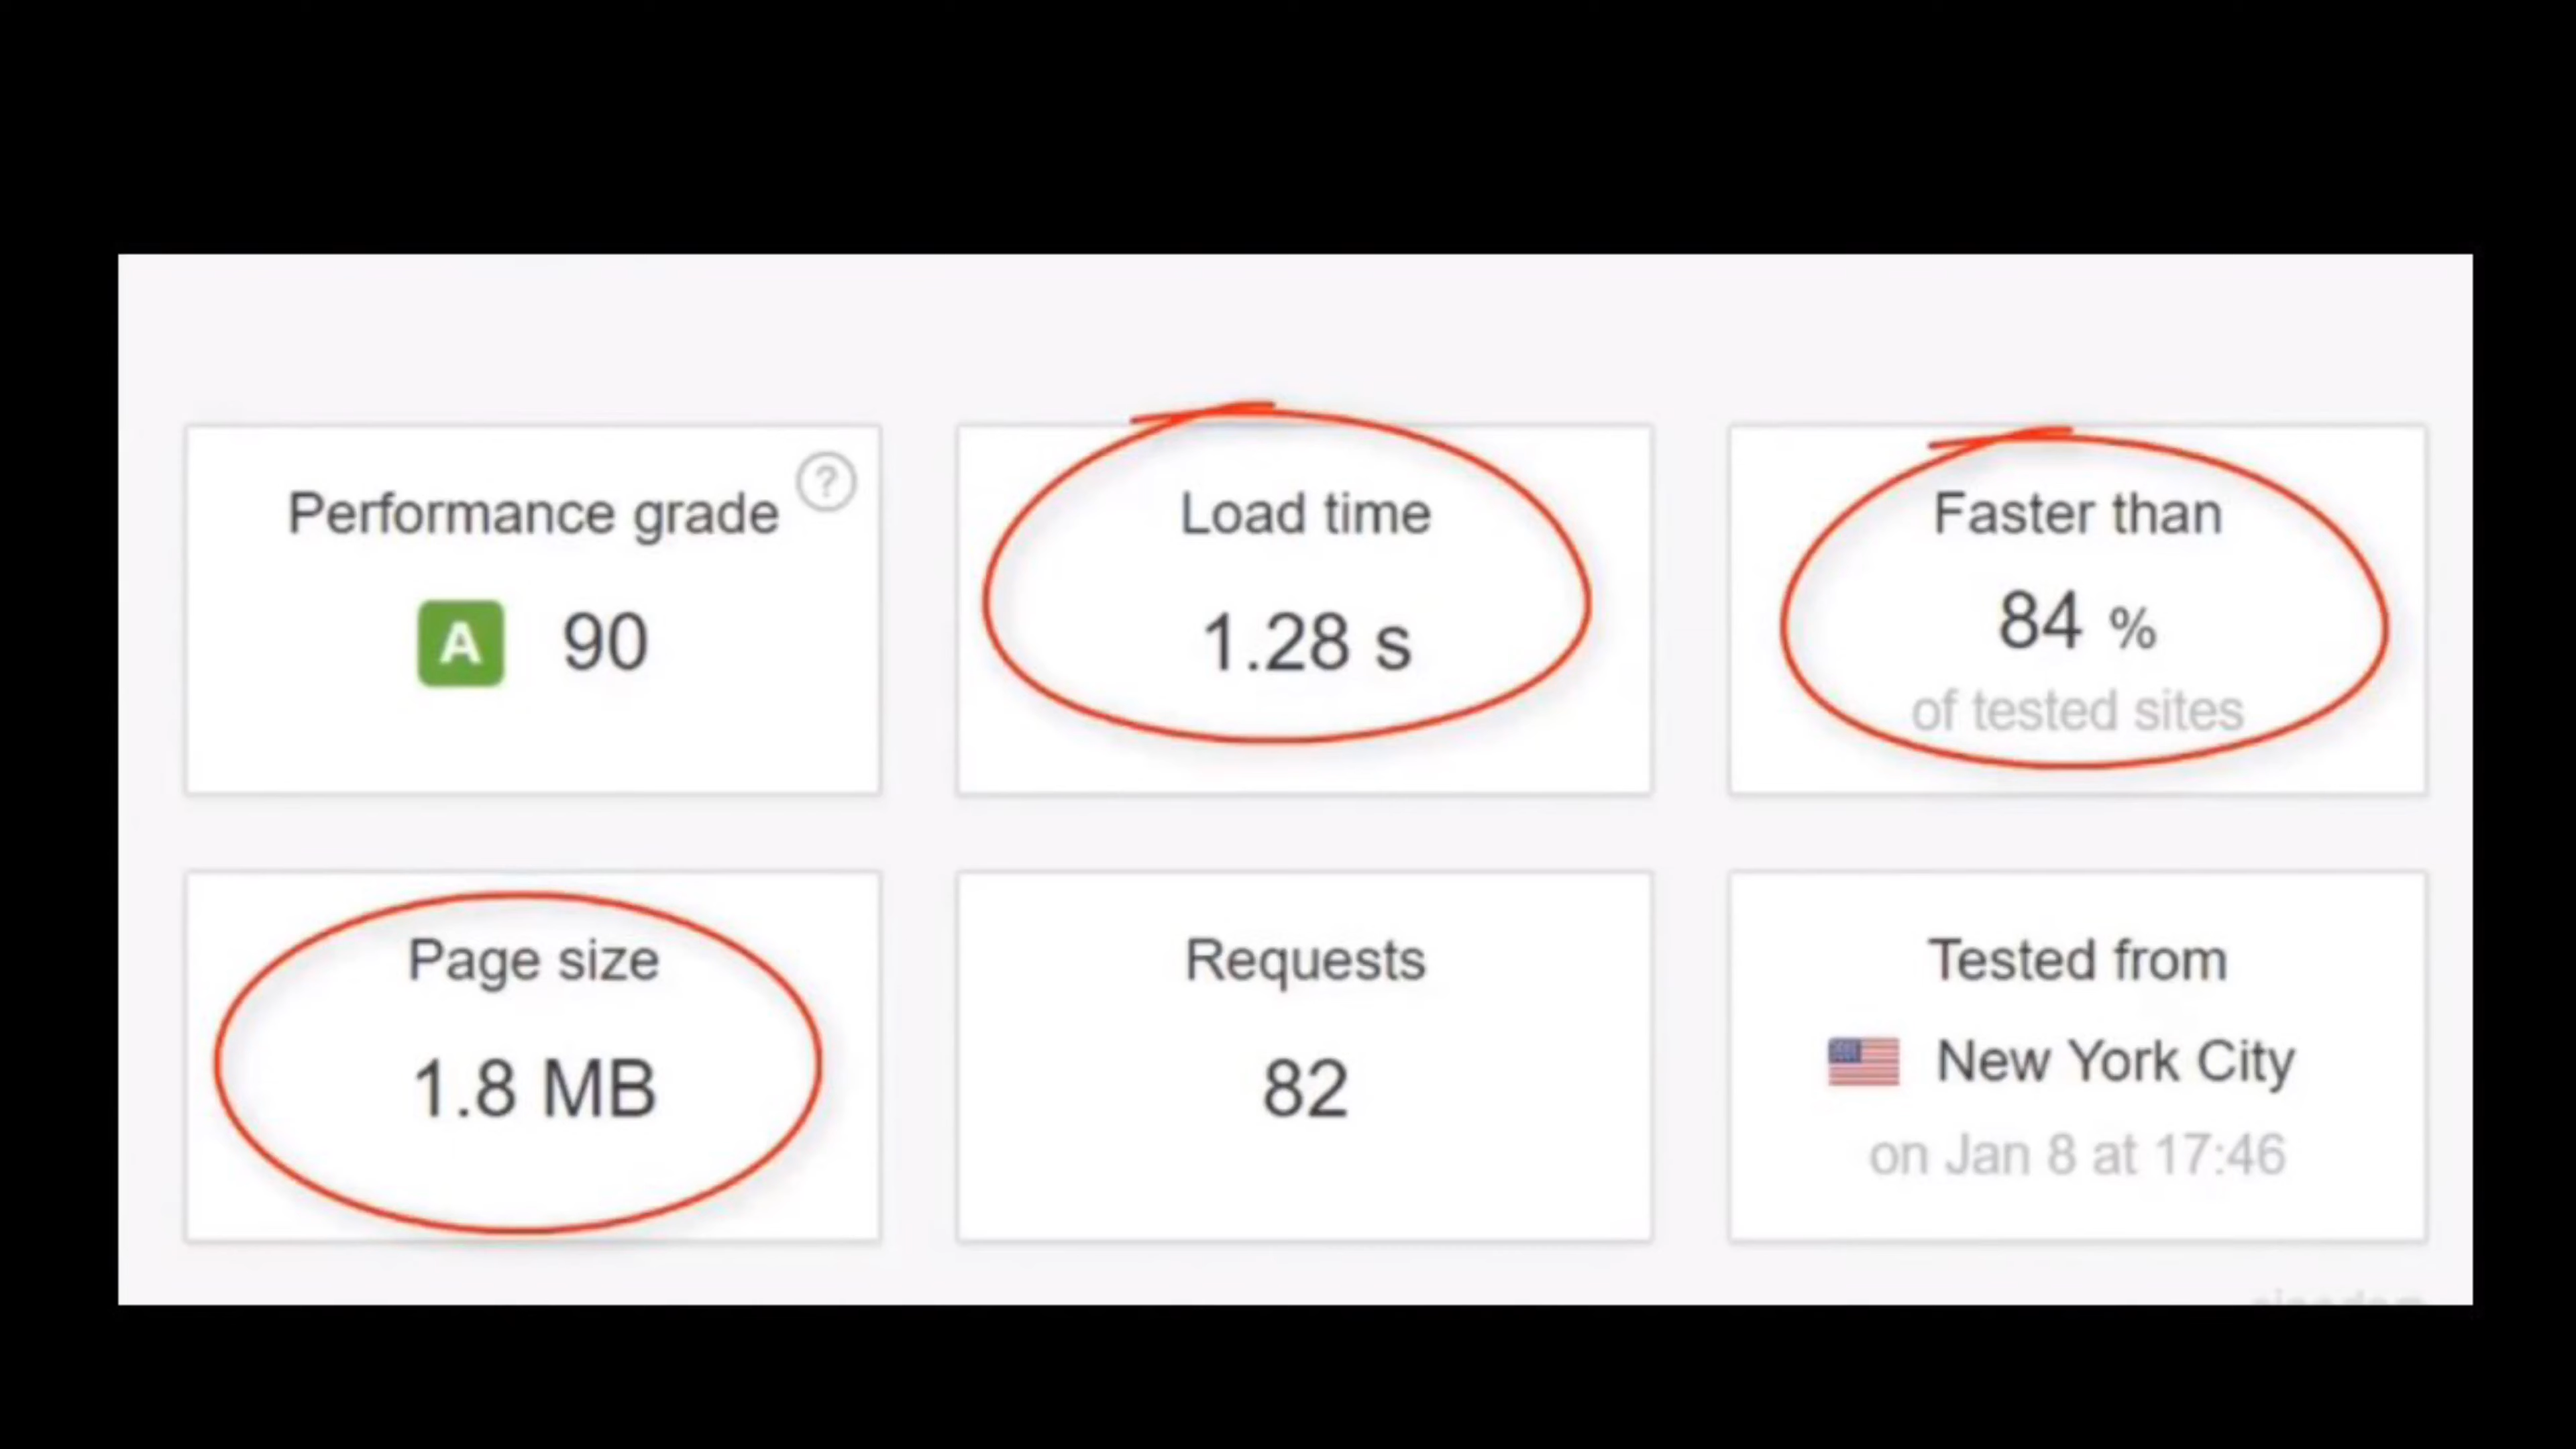 Performance grade
?
A 90
Load time
1.28 s
Faster than
84 %
of tested sites
Page size
1.8 MB
Requests
82
Tested from
New York City
on Jan 8 at 17:46